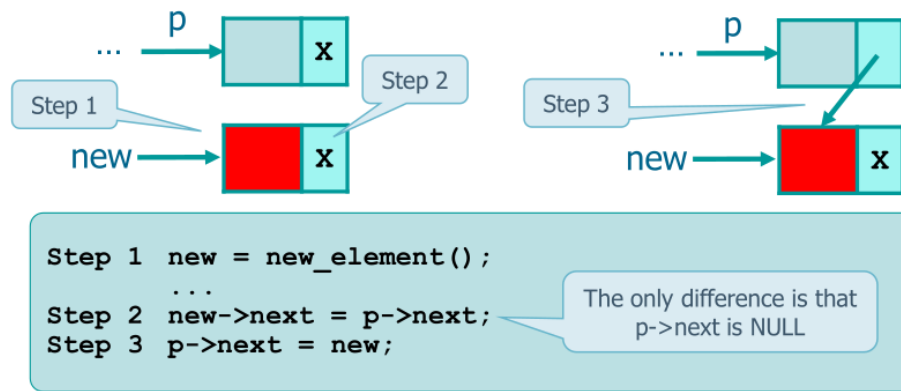 ... p
x
Step 1
Step 2
new
x
... p
Step 3
new
x
Step 1 new = new_element();
...
Step 2 new->next = p->next;
Step 3 p->next = new;
The only difference is that
p->next is NULL